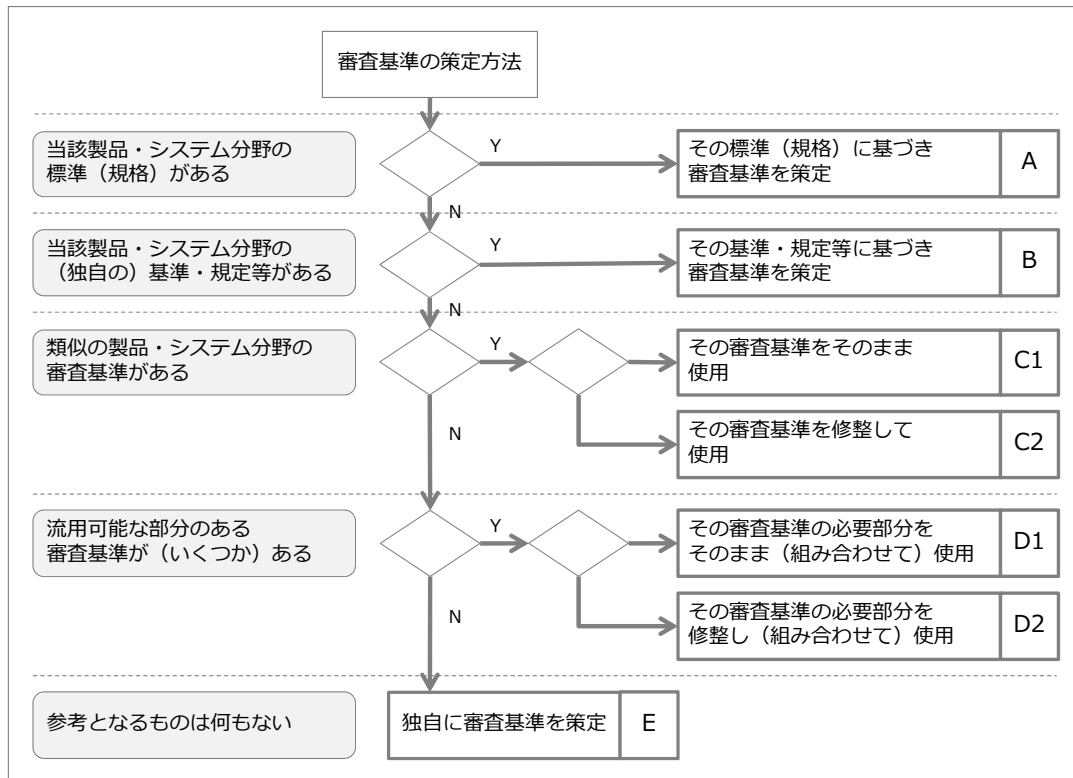 審査基準の策定方法
当該製品・システム分野の
標準（規格）がある
Y
その標準（規格）に基づき
審査基準を策定
A
N
当該製品・システム分野の
（独自の）基準・規定等がある
Y
その基準・規定等に基づき
審査基準を策定
B
N
類似の製品・システム分野の
審査基準がある
Y
その審査基準をそのまま
使用
C1
N
その審査基準を修整して
使用
C2
流用可能な部分のある
審査基準が（いくつか）ある
Y
その審査基準の必要部分を
そのまま（組み合わせて）使用
D1
N
その審査基準の必要部分を
修整し（組み合わせて）使用
D2
参考となるものは何もない
独自に審査基準を策定
E